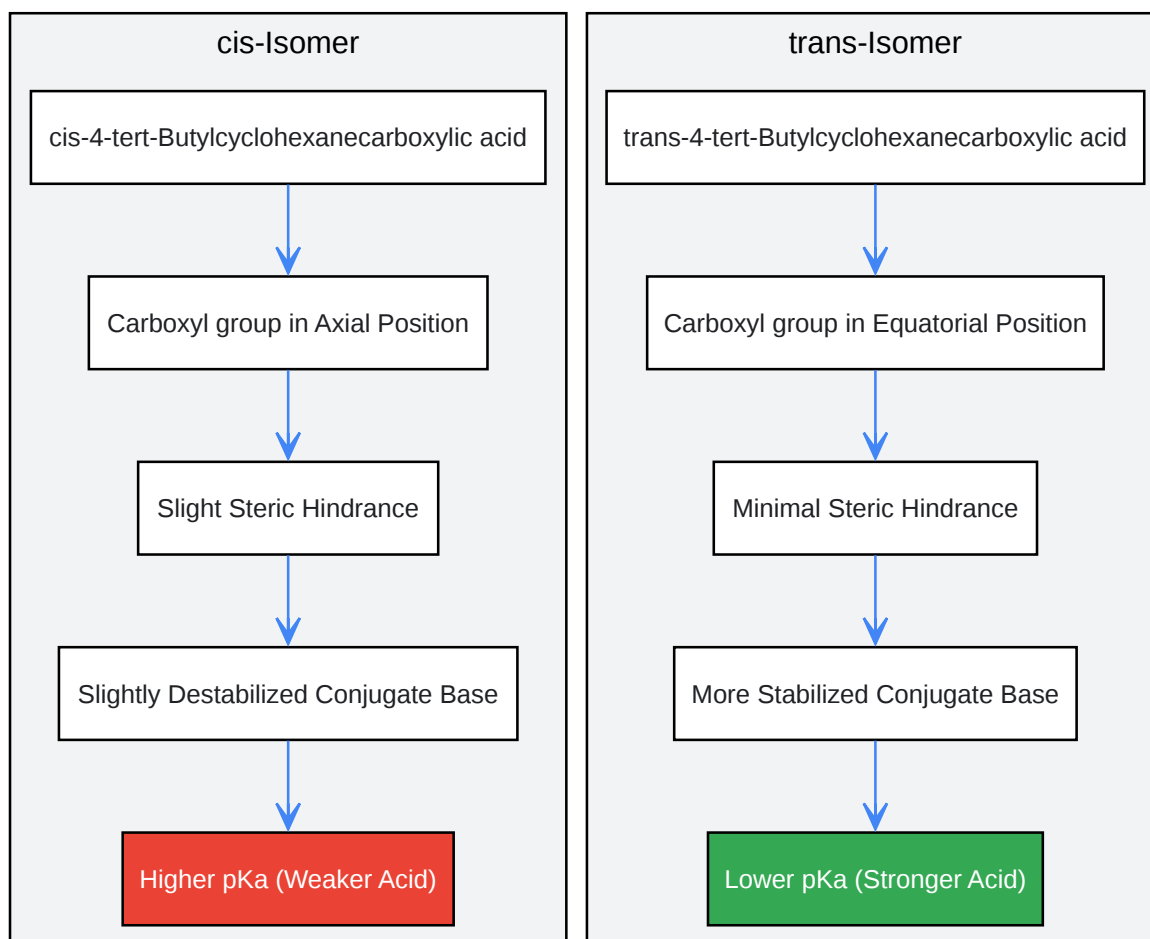 cis-Isomer
cis-4-tert-Butylcyclohexanecarboxylic acid
Carboxyl group in Axial Position
Slight Steric Hindrance
Slightly Destabilized Conjugate Base
Higher pKa (Weaker Acid)
trans-Isomer
trans-4-tert-Butylcyclohexanecarboxylic acid
Carboxyl group in Equatorial Position
Minimal Steric Hindrance
More Stabilized Conjugate Base
Lower pKa (Stronger Acid)